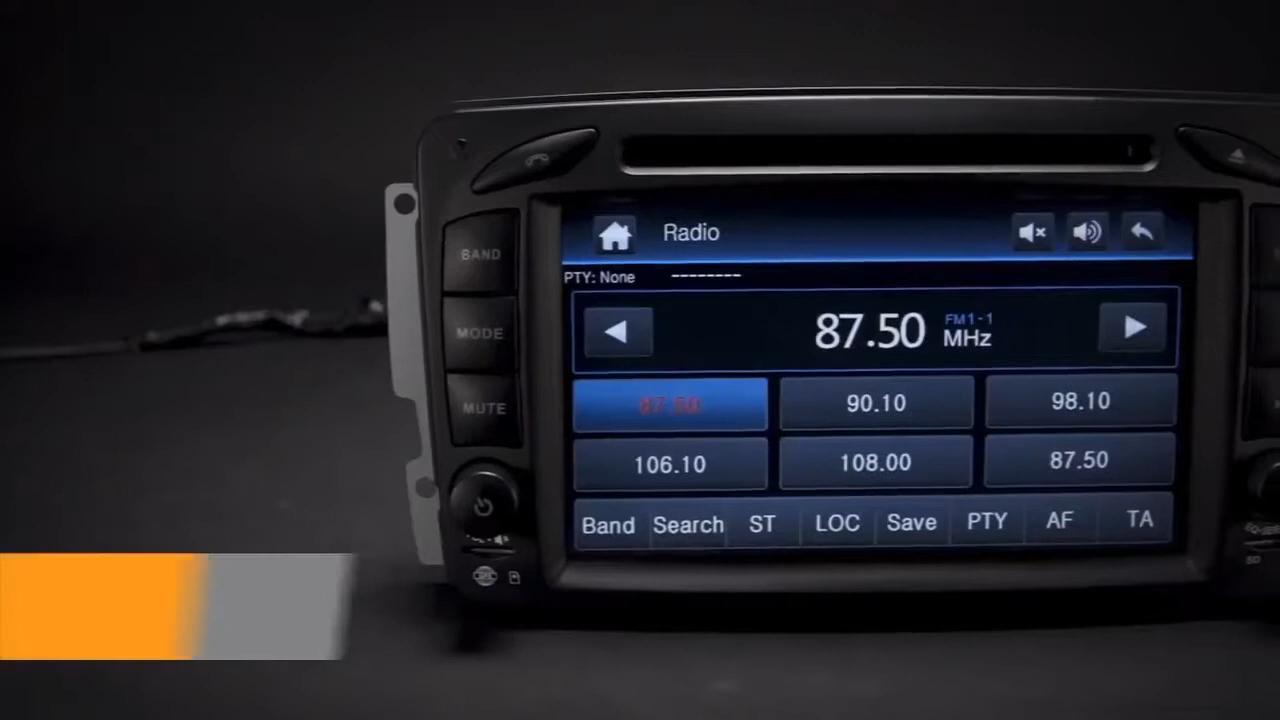 Radio
PTY: None --------
BAND
87.50 FM1-1 MHz
MODE
87.50 90.10 98.10
MUTE
106.10 108.00 87.50
Band Search ST LOC Save PTY AF TA